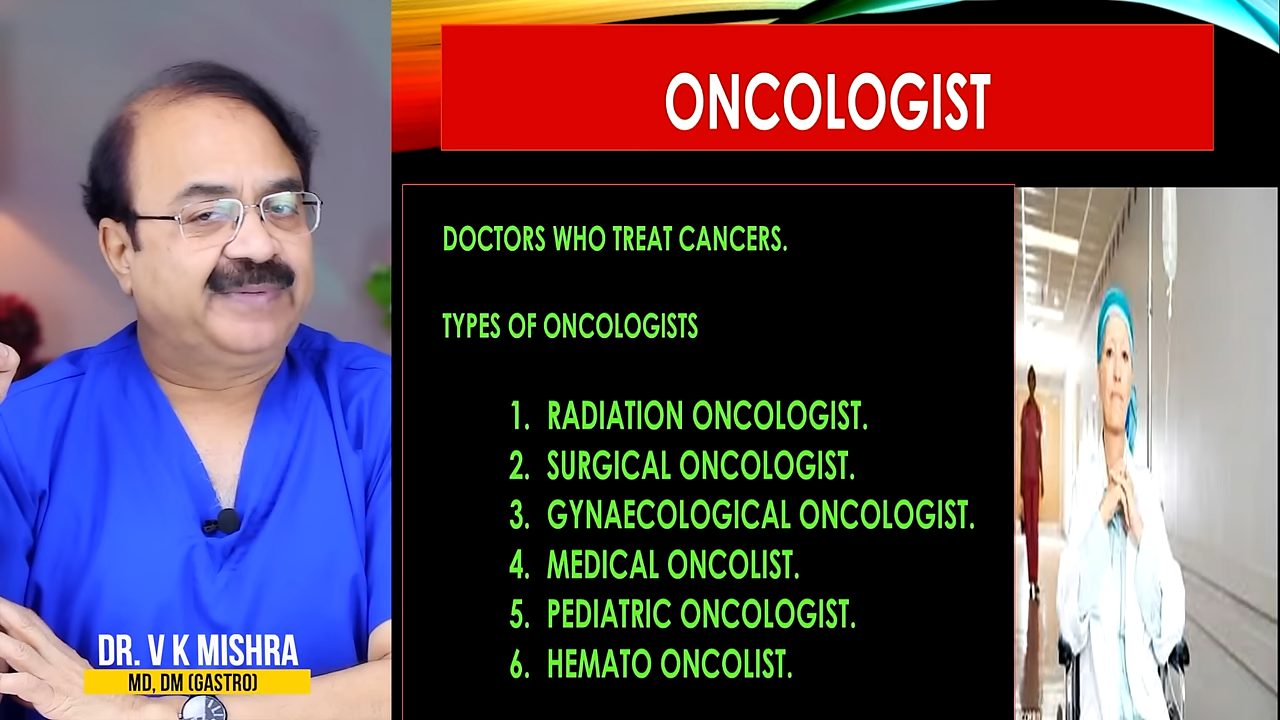 ONCOLOGIST
DOCTORS WHO TREAT CANCERS.
TYPES OF ONCOLOGISTS
1. RADIATION ONCOLOGIST.
2. SURGICAL ONCOLOGIST.
3. GYNAECOLOGICAL ONCOLOGIST.
4. MEDICAL ONCOLIST.
5. PEDIATRIC ONCOLOGIST.
6. HEMATO ONCOLIST.
DR. V K MISHRA
MD, DM (GASTRO)